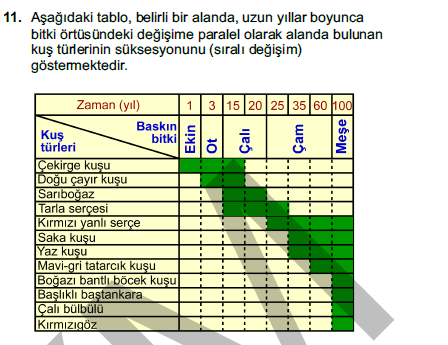 11. Aşağıdaki tablo, belirli bir alanda, uzun yıllar boyunca
bitki örtüsündeki değişime paralel olarak alanda bulunan
kuş türlerinin süksesyonunu (sıralı değişim)
göstermektedir.
Zaman (yıl) 1 3 15 20 25 35 60 100
Kuş türleri
Baskın bitki
Ekin Ot Çalı Çam Meşe
Çekirge kuşu
Doğu çayır kuşu
Sarıboğaz
Tarla serçesi
Kırmızı yanlı serçe
Saka kuşu
Yaz kuşu
Mavi-gri tatarcık kuşu
Boğazı bantlı böcek kuşu
Başlıklı baştankara
Çalı bülbülü
Kırmızıgöz